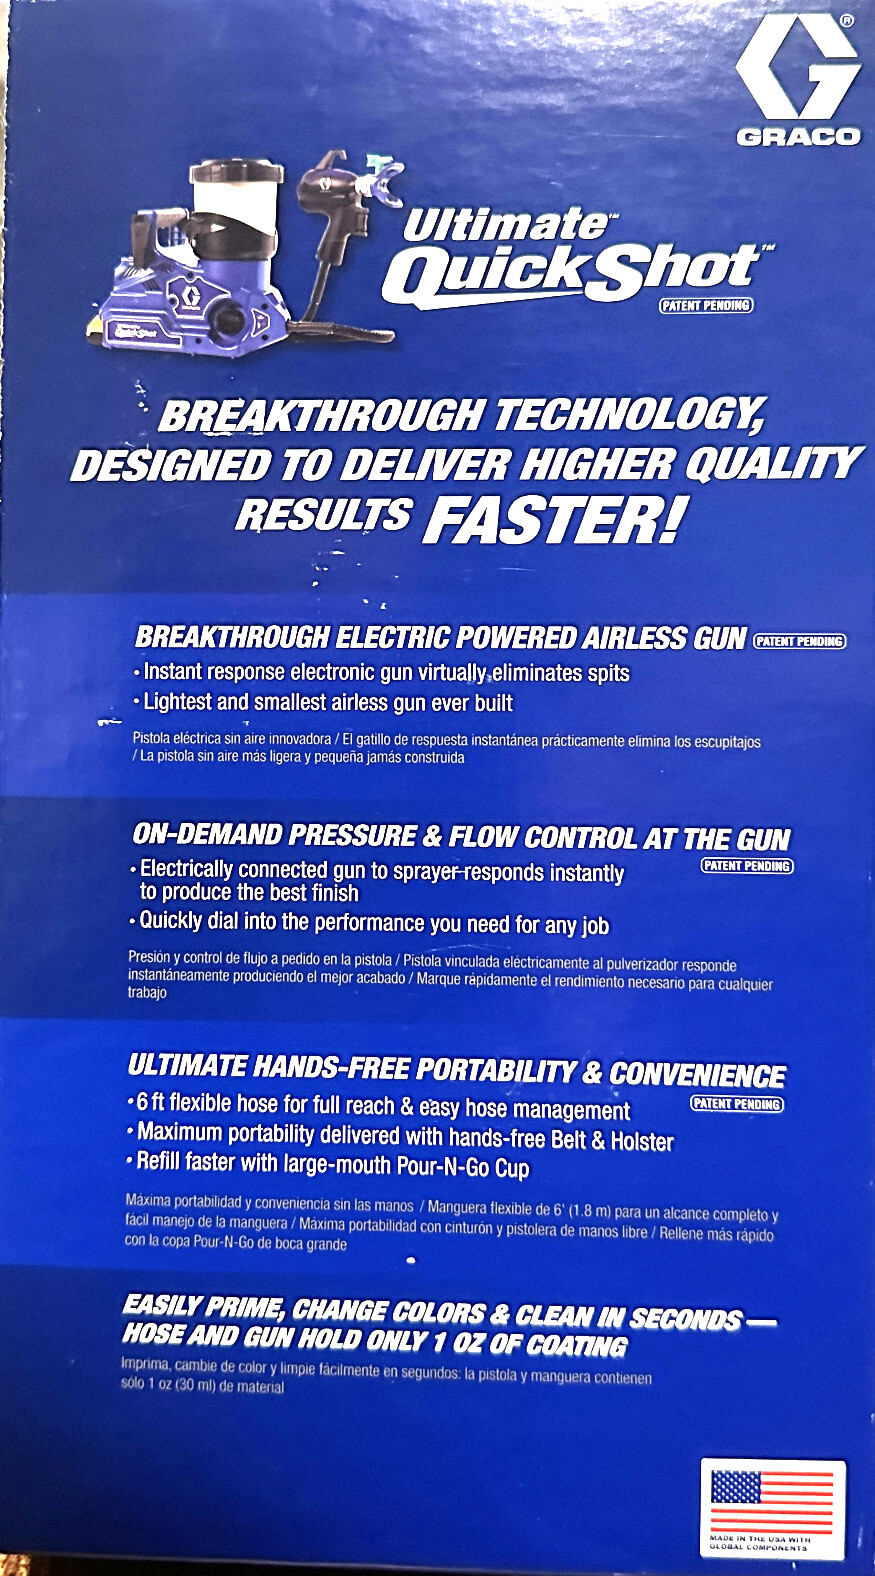 GRACO
®
Ultimate™
QuickShot™
PATENT PENDING
QuickShot
BREAKTHROUGH TECHNOLOGY,
DESIGNED TO DELIVER HIGHER QUALITY
RESULTS FASTER!
BREAKTHROUGH ELECTRIC POWERED AIRLESS GUN PATENT PENDING
• Instant response electronic gun virtually eliminates spits
• Lightest and smallest airless gun ever built
Pistola eléctrica sin aire innovadora / El gatillo de respuesta instantánea prácticamente elimina los escupitajos
/ La pistola sin aire más ligera y pequeña jamás construida
ON-DEMAND PRESSURE & FLOW CONTROL AT THE GUN
PATENT PENDING
• Electrically connected gun to sprayer responds instantly
to produce the best finish
• Quickly dial into the performance you need for any job
Presión y control de flujo a pedido en la pistola / Pistola vinculada eléctricamente al pulverizador responde
instantáneamente produciendo el mejor acabado / Marque rápidamente el rendimiento necesario para cualquier
trabajo
ULTIMATE HANDS-FREE PORTABILITY & CONVENIENCE
PATENT PENDING
• 6 ft flexible hose for full reach & easy hose management
• Maximum portability delivered with hands-free Belt & Holster
• Refill faster with large-mouth Pour-N-Go Cup
Máxima portabilidad y conveniencia sin las manos / Manguera flexible de 6' (1.8 m) para un alcance completo y
fácil manejo de la manguera / Máxima portabilidad con cinturón y pistolera de manos libre / Rellene más rápido
con la copa Pour-N-Go de boca grande
EASILY PRIME, CHANGE COLORS & CLEAN IN SECONDS —
HOSE AND GUN HOLD ONLY 1 OZ OF COATING
Imprima, cambie de color y limpie fácilmente en segundos: la pistola y manguera contienen
sólo 1 oz (30 ml) de material
MADE IN THE USA WITH
GLOBAL COMPONENTS